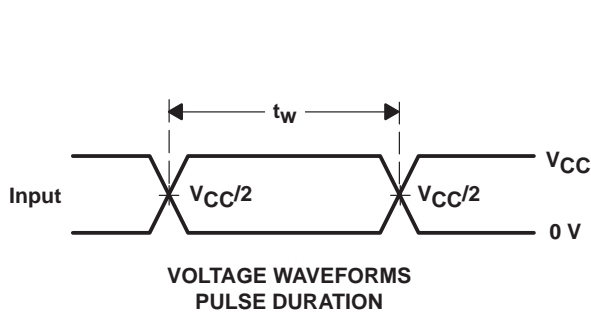 tw
VCC
Input
VCC/2
VCC/2
0 V
VOLTAGE WAVEFORMS
PULSE DURATION